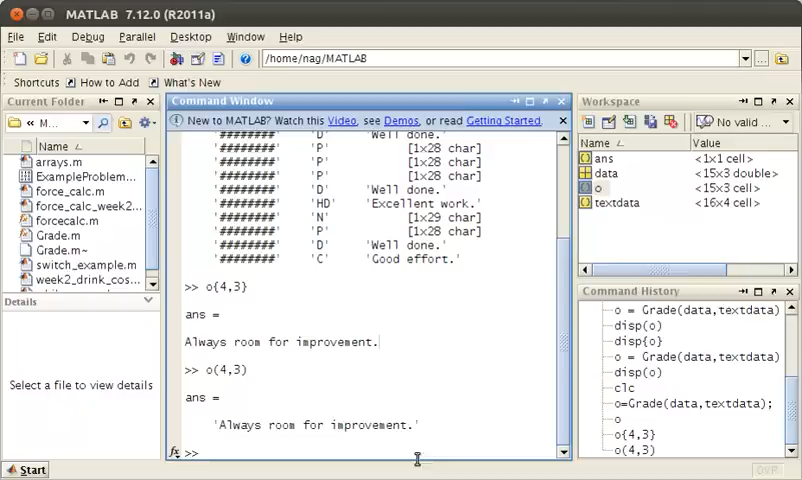 MATLAB 7.12.0 (R2011a)
File Edit Debug Parallel Desktop Window Help
/home/nag/MATLAB
...
Shortcuts How to Add What's New
Current Folder
« M...
Name
arrays.m
ExampleProblem...
force_calc.m
force_calc_week2...
forcecalc.m
Grade.m
Grade.m~
switch_example.m
week2_drink_cos...
Details
Select a file to view details
Start
Command Window
New to MATLAB? Watch this Video, see Demos, or read Getting Started.
'########' 'D' 'Well done.'
'########' 'P' [1x28 char]
'########' 'P' [1x28 char]
'########' 'P' [1x28 char]
'########' 'D' 'Well done.'
'########' 'HD' 'Excellent work.'
'########' 'N' [1x29 char]
'########' 'P' [1x28 char]
'########' 'D' 'Well done.'
'########' 'C' 'Good effort.'
>> o{4,3}
ans =
Always room for improvement.
>> o(4,3)
ans =
'Always room for improvement.'
fx >>
Workspace
No valid ...
Name Value
ans <1x1 cell>
data <15x3 double>
o <15x3 cell>
textdata <16x4 cell>
Command History
o = Grade(data,textdata)
disp(o)
disp{o}
o = Grade(data,textdata)
disp(o)
clc
o=Grade(data,textdata);
o
o{4,3}
o(4,3)
OVR